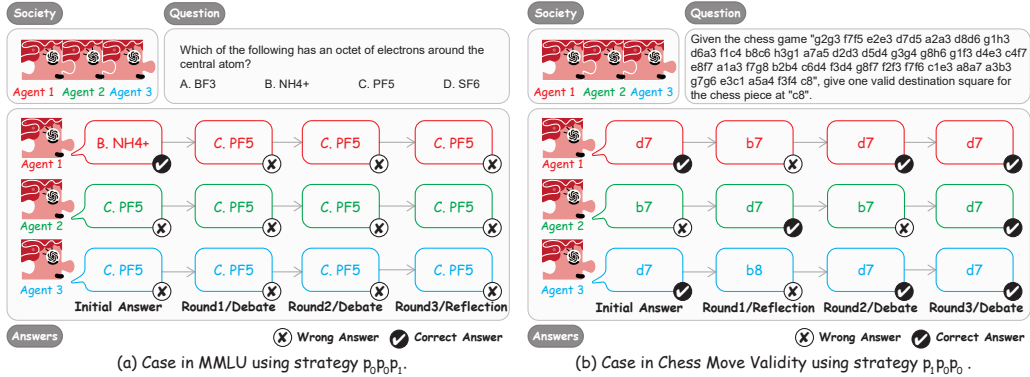 Society
Question
Agent 1 Agent 2 Agent 3
Which of the following has an octet of electrons around the
central atom?
A. BF3 B. NH4+ C. PF5 D. SF6
Agent 1
B. NH4+
C. PF5
C. PF5
C. PF5
Agent 2
C. PF5
C. PF5
C. PF5
C. PF5
Agent 3
C. PF5
C. PF5
C. PF5
C. PF5
Initial Answer Round1/Debate Round2/Debate Round3/Reflection
Answers
Wrong Answer Correct Answer
(a) Case in MMLU using strategy p0p0p1.
Society
Question
Agent 1 Agent 2 Agent 3
Given the chess game "g2g3 f7f5 e2e3 d7d5 a2a3 d8d6 g1h3
d6a3 f1c4 b8c6 h3g1 a7a5 d2d3 d5d4 g3g4 g8h6 g1f3 d4e3 c4f7
e8f7 a1a3 f7g8 b2b4 c6d4 f3d4 g8f7 f2f3 f7f6 c1e3 a8a7 a3b3
g7g6 e3c1 a5a4 f3f4 c8", give one valid destination square for
the chess piece at "c8".
Agent 1
d7
b7
d7
d7
Agent 2
b7
d7
b7
d7
Agent 3
d7
b8
d7
d7
Initial Answer Round1/Reflection Round2/Debate Round3/Debate
Answers
Wrong Answer Correct Answer
(b) Case in Chess Move Validity using strategy p1p0p0 .